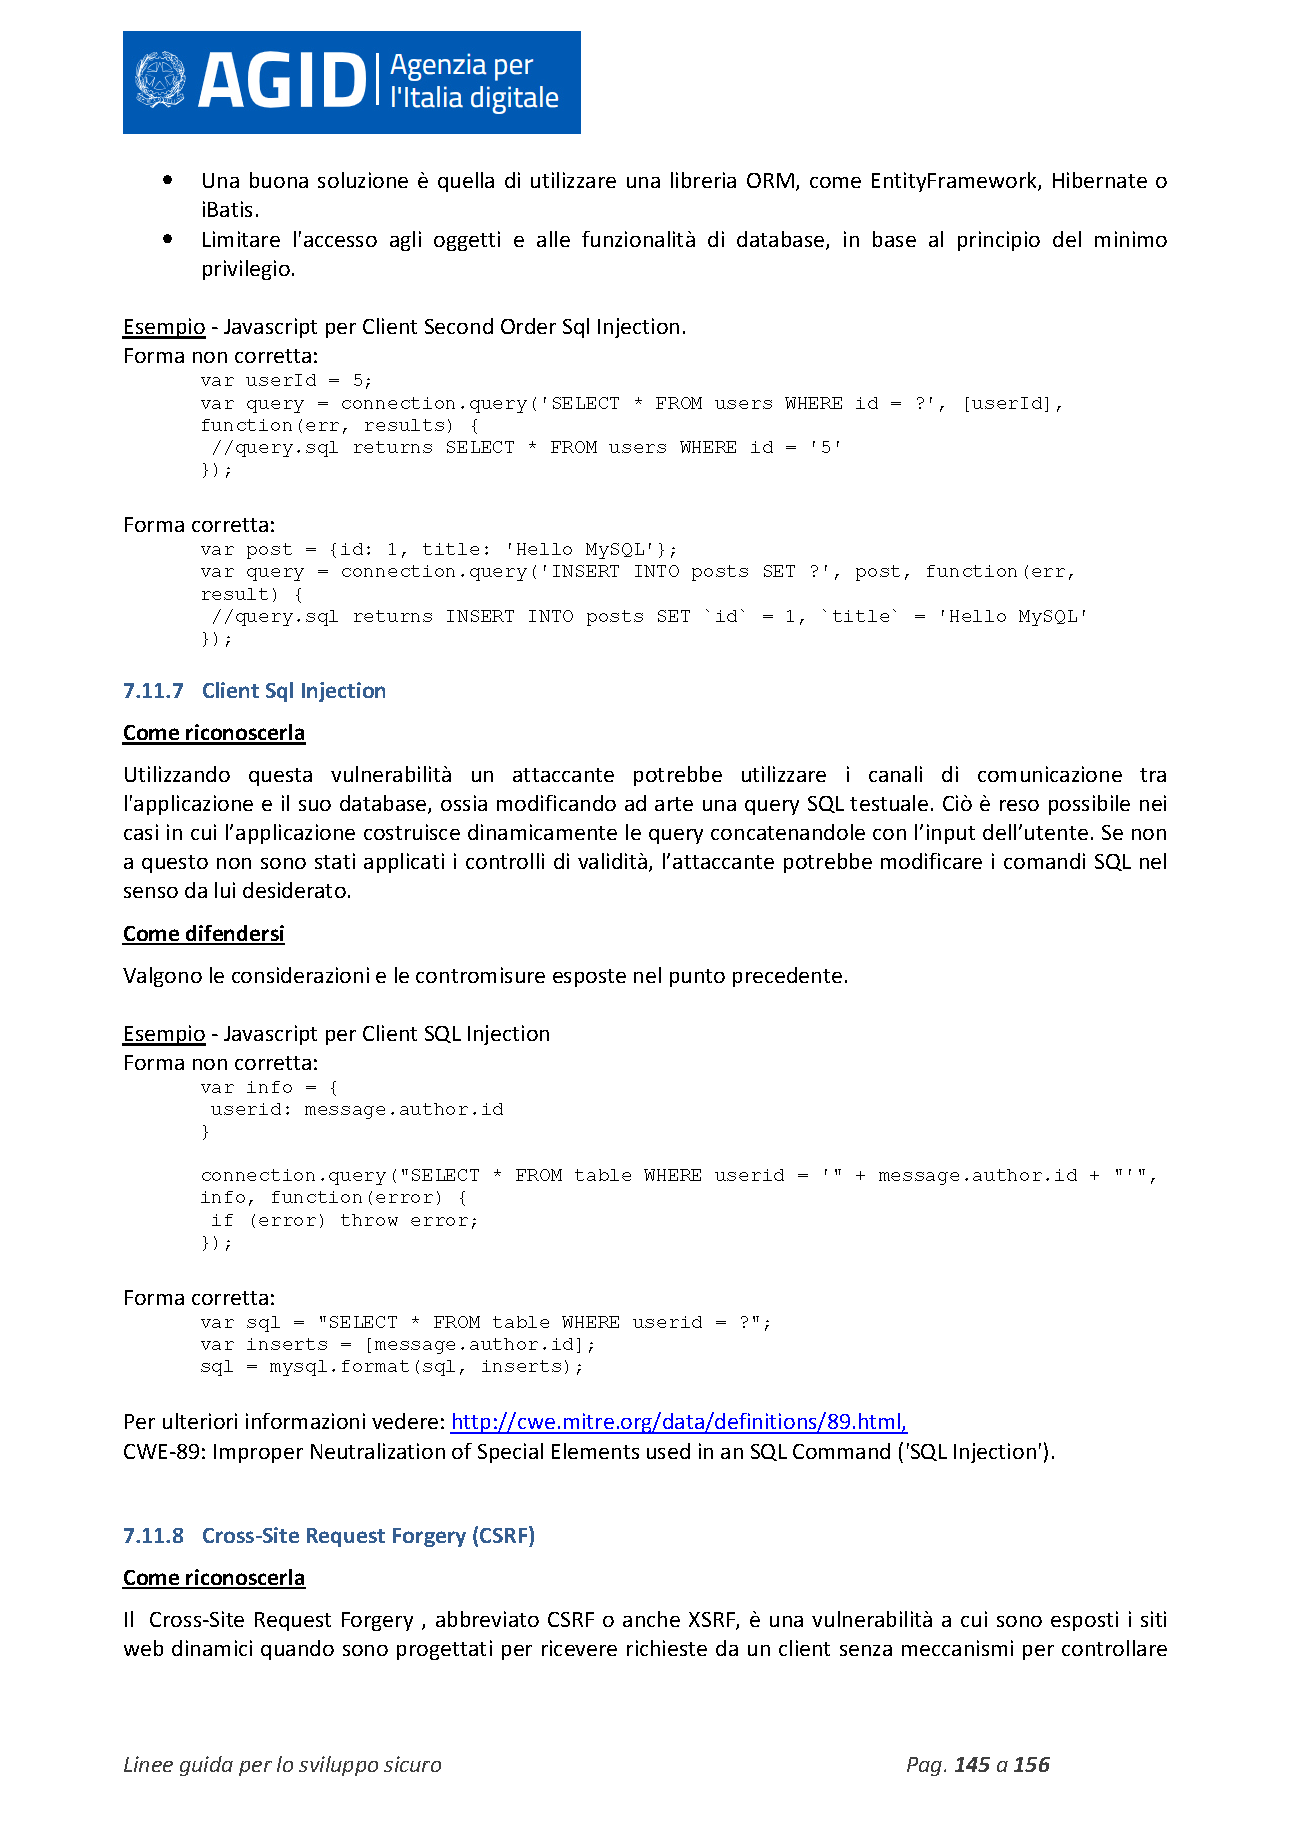 AGID
Agenzia per
l'Italia digitale
• Una buona soluzione è quella di utilizzare una libreria ORM, come EntityFramework, Hibernate o
iBatis.
• Limitare l'accesso agli oggetti e alle funzionalità di database, in base al principio del minimo
privilegio.
Esempio - Javascript per Client Second Order Sql Injection.
Forma non corretta:
var userId = 5;
var query = connection.query('SELECT * FROM users WHERE id = ?', [userId],
function(err, results) {
//query.sql returns SELECT * FROM users WHERE id = '5'
});
Forma corretta:
var post = {id: 1, title: 'Hello MySQL'};
var query = connection.query('INSERT INTO posts SET ?', post, function(err,
result) {
//query.sql returns INSERT INTO posts SET `id` = 1, `title` = 'Hello MySQL'
});
7.11.7 Client Sql Injection
Come riconoscerla
Utilizzando questa vulnerabilità un attaccante potrebbe utilizzare i canali di comunicazione tra
l'applicazione e il suo database, ossia modificando ad arte una query SQL testuale. Ciò è reso possibile nei
casi in cui l’applicazione costruisce dinamicamente le query concatenandole con l’input dell’utente. Se non
a questo non sono stati applicati i controlli di validità, l’attaccante potrebbe modificare i comandi SQL nel
senso da lui desiderato.
Come difendersi
Valgono le considerazioni e le contromisure esposte nel punto precedente.
Esempio - Javascript per Client SQL Injection
Forma non corretta:
var info = {
userid: message.author.id
}
connection.query("SELECT * FROM table WHERE userid = '" + message.author.id + "'",
info, function(error) {
if (error) throw error;
});
Forma corretta:
var sql = "SELECT * FROM table WHERE userid = ?";
var inserts = [message.author.id];
sql = mysql.format(sql, inserts);
Per ulteriori informazioni vedere: http://cwe.mitre.org/data/definitions/89.html,
CWE-89: Improper Neutralization of Special Elements used in an SQL Command ('SQL Injection').
7.11.8 Cross-Site Request Forgery (CSRF)
Come riconoscerla
Il Cross-Site Request Forgery , abbreviato CSRF o anche XSRF, è una vulnerabilità a cui sono esposti i siti
web dinamici quando sono progettati per ricevere richieste da un client senza meccanismi per controllare
Linee guida per lo sviluppo sicuro Pag. 145 a 156